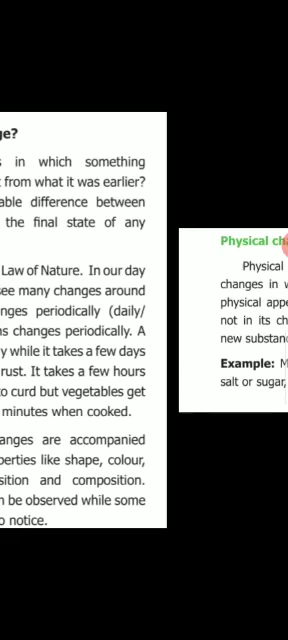 ge?
s in which something
from what it was earlier?
able difference between
the final state of any
Law of Nature. In our day
see many changes around
nges periodically (daily/
ns changes periodically. A
y while it takes a few days
rust. It takes a few hours
to curd but vegetables get
minutes when cooked.
anges are accompanied
perties like shape, colour,
sition and composition.
n be observed while some
o notice.
Physical cha
Physical
changes in w
physical appe
not in its ch
new substanc
Example: M
salt or sugar,